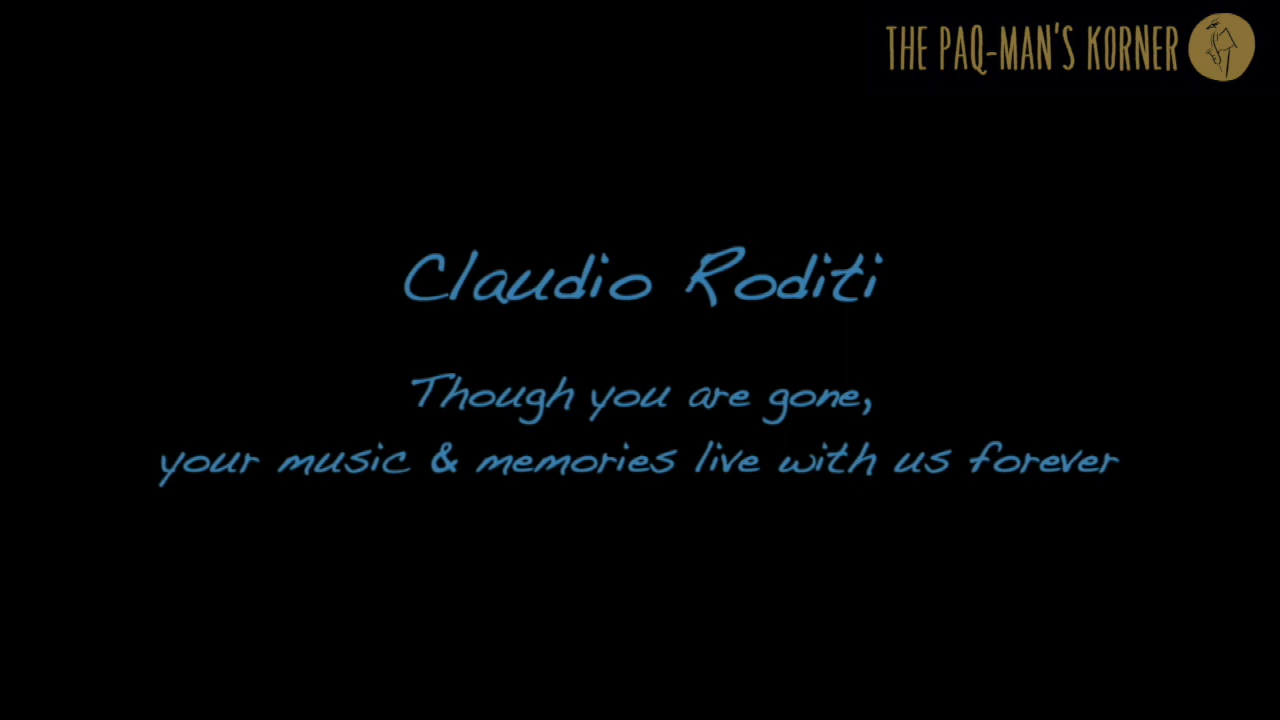 THE PAQ-MAN'S KORNER
Claudio Roditi
Though you are gone,
your music & memories live with us forever